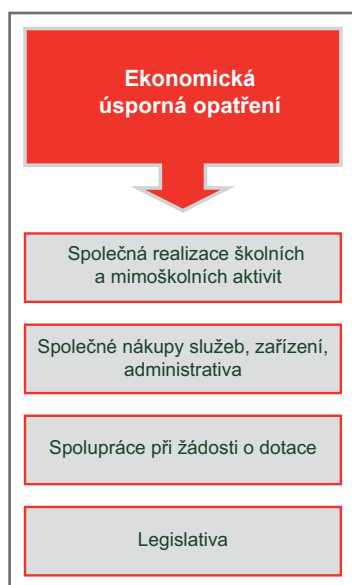 Ekonomická
úsporná opatření
Společná realizace školních
a mimoškolních aktivit
Společné nákupy služeb, zařízení,
administrativa
Spolupráce při žádosti o dotace
Legislativa